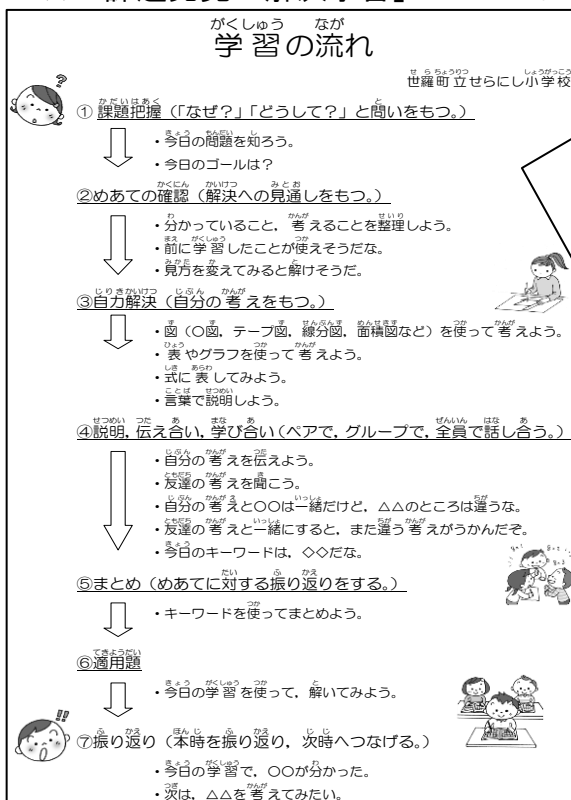 学習の流れ
世羅町立せらにし小学校
① 課題把握(「なぜ?」「どうして?」と問いをもつ。)
・今日の問題を知ろう。
・今日のゴールは?
②めあての確認(解決への見通しをもつ。)
・分かっていること,考えることを整理しよう。
・前に学習したことが使えそうだな。
・見方を変えてみると解けそうだ。
③自力解決(自分の考えをもつ。)
・図(○図,テープ図,線分図,面積図など)を使って考えよう。
・表やグラフを使って考えよう。
・式に表してみよう。
・言葉で説明しよう。
④説明,伝え合い,学び合い(ペアで,グループで,全員で話し合う。)
・自分の考えを伝えよう。
・友達の考えを聞こう。
・自分の考えと○○は一緒だけど,△△のところは違うな。
・友達の考えと一緒にすると,また違う考えがうかんだぞ。
・今日のキーワードは,◇◇だな。
⑤まとめ(めあてに対する振り返りをする。)
・キーワードを使ってまとめよう。
⑥適用題
・今日の学習を使って,解いてみよう。
⑦振り返り(本時を振り返り,次時へつなげる。)
・今日の学習で,○○が分かった。
・次は,△△を考えてみたい。